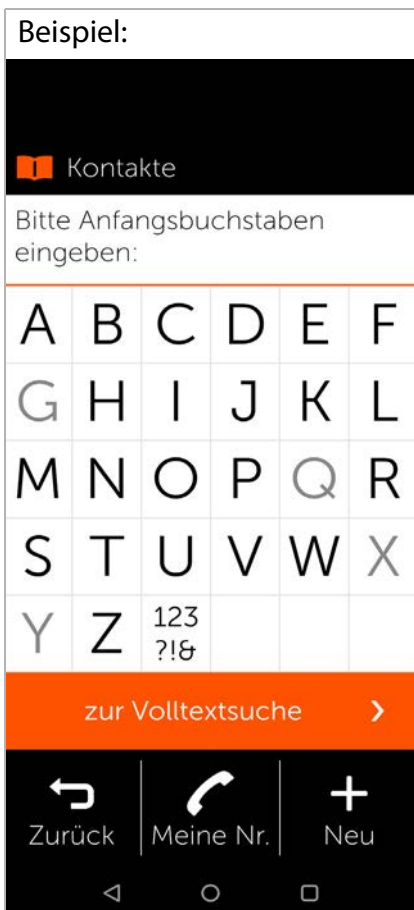 Beispiel:
Kontakte
Bitte Anfangsbuchstaben
eingeben:
A B C D E F
G H I J K L
M N O P Q R
S T U V W X
Y Z 123
?!&
zur Volltextsuche
Zurück Meine Nr. Neu